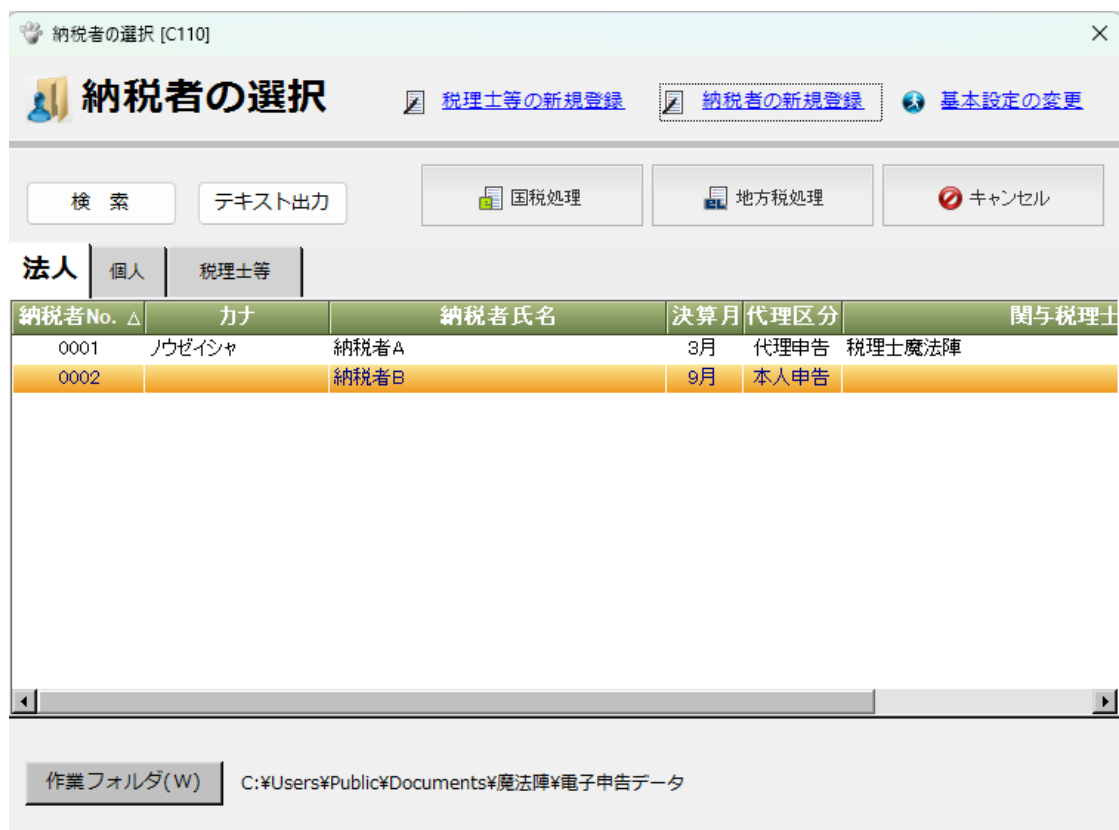 納税者の選択 [C110]
納税者の選択 税理士等の新規登録 納税者の新規登録 基本設定の変更
検 索 テキスト出力 国税処理 地方税処理 キャンセル
法人 個人 税理士等
納税者No. △ カナ 納税者氏名 決算月 代理区分 関与税理士
0001 ノウゼイシャ 納税者A 3月 代理申告 税理士魔法陣
0002 納税者B 9月 本人申告
作業フォルダ(W) C:¥Users¥Public¥Documents¥魔法陣¥電子申告データ